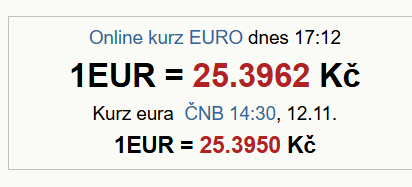 Online kurz EURO dnes 17:12
1EUR = 25.3962 Kč
Kurz eura ČNB 14:30, 12.11.
1EUR = 25.3950 Kč